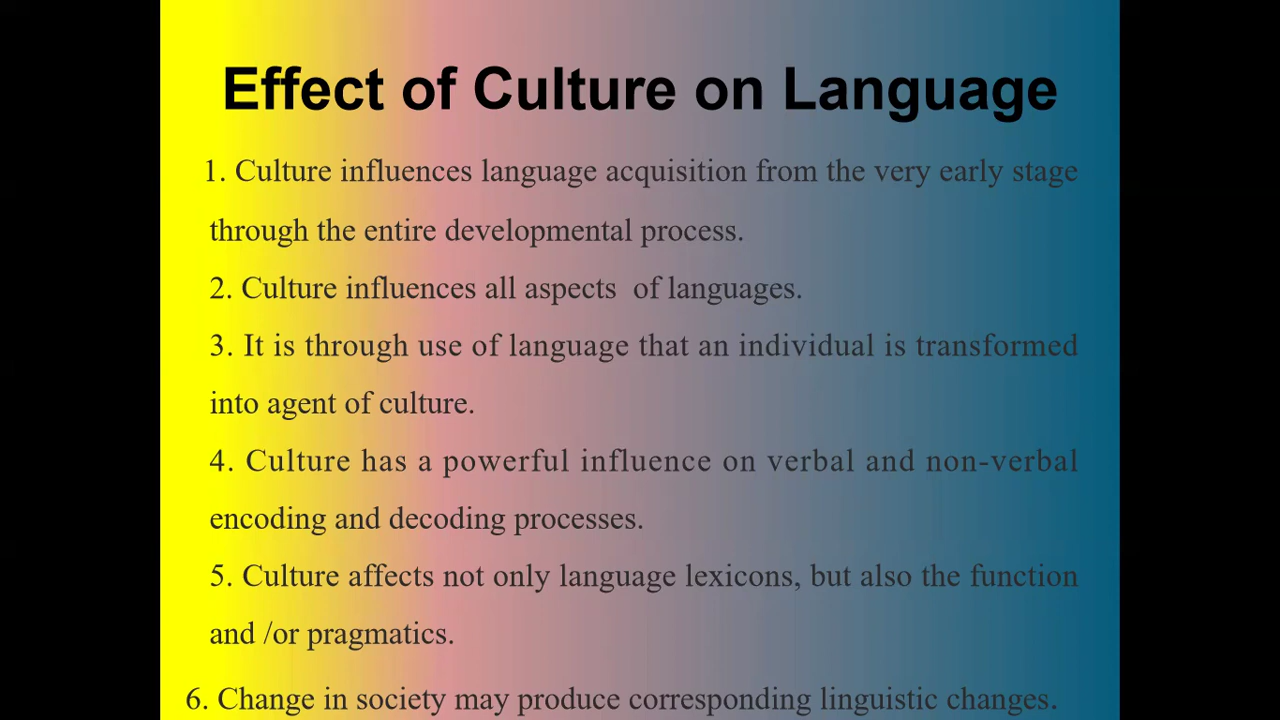 Effect of Culture on Language
1. Culture influences language acquisition from the very early stage
through the entire developmental process.
2. Culture influences all aspects  of languages.
3. It is through use of language that an individual is transformed
into agent of culture.
4. Culture has a powerful influence on verbal and non-verbal
encoding and decoding processes.
5. Culture affects not only language lexicons, but also the function
and /or pragmatics.
6. Change in society may produce corresponding linguistic changes.